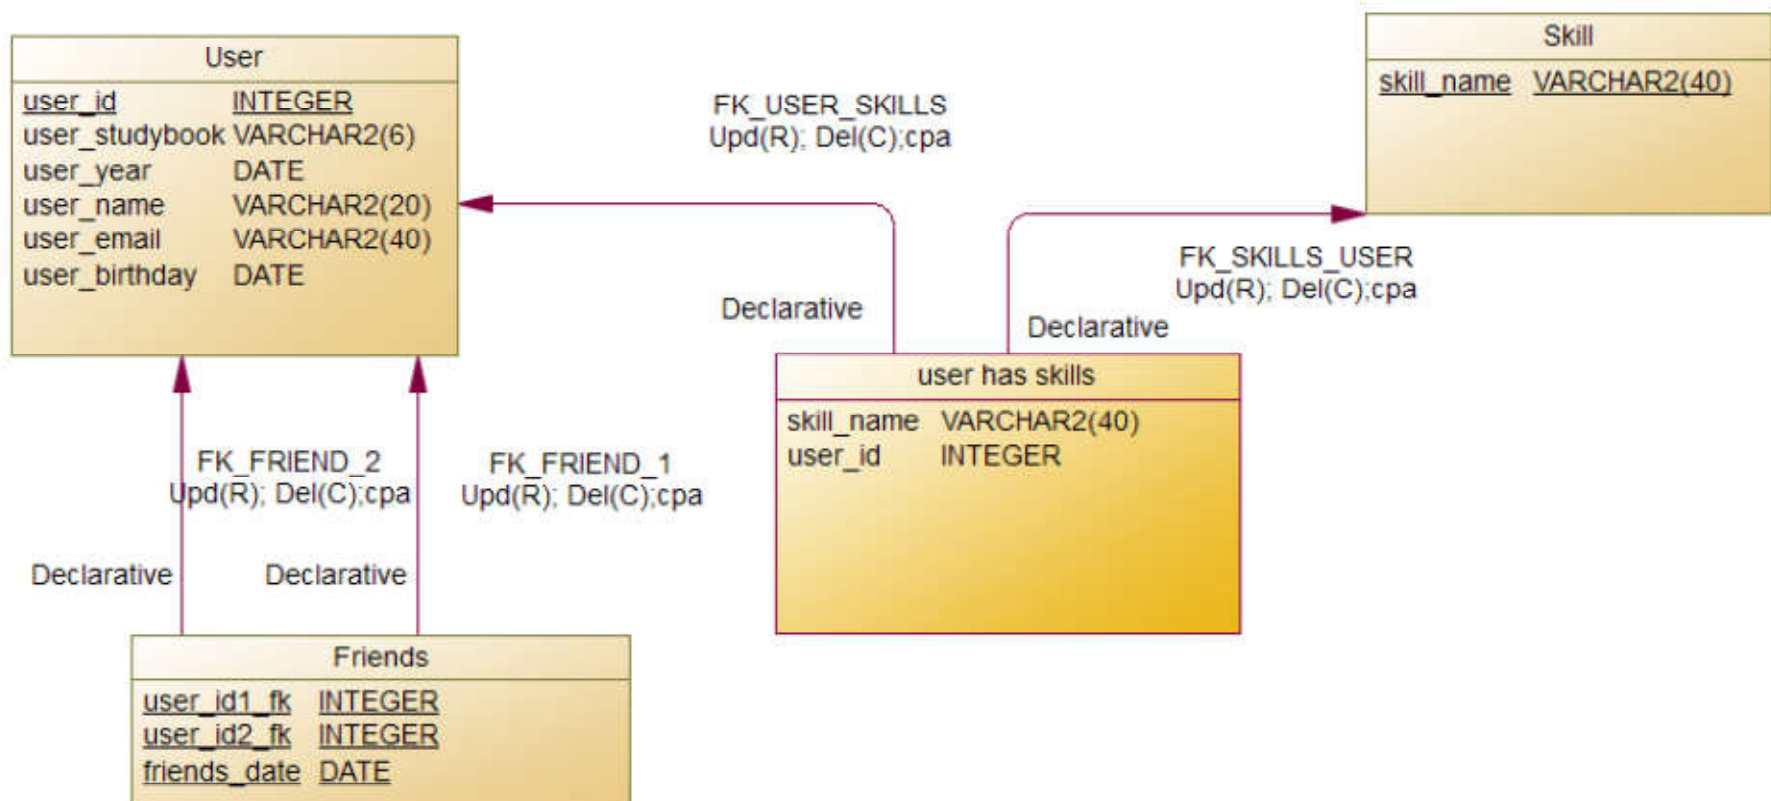 User
user_id INTEGER
user_studybook VARCHAR2(6)
user_year DATE
user_name VARCHAR2(20)
user_email VARCHAR2(40)
user_birthday DATE
FK_USER_SKILLS
Upd(R); Del(C);cpa
Skill
skill_name VARCHAR2(40)
FK_SKILLS_USER
Upd(R); Del(C);cpa
Declarative
Declarative
user has skills
skill_name VARCHAR2(40)
user_id INTEGER
FK_FRIEND_2
Upd(R); Del(C);cpa
FK_FRIEND_1
Upd(R); Del(C);cpa
Declarative
Declarative
Friends
user_id1_fk INTEGER
user_id2_fk INTEGER
friends_date DATE